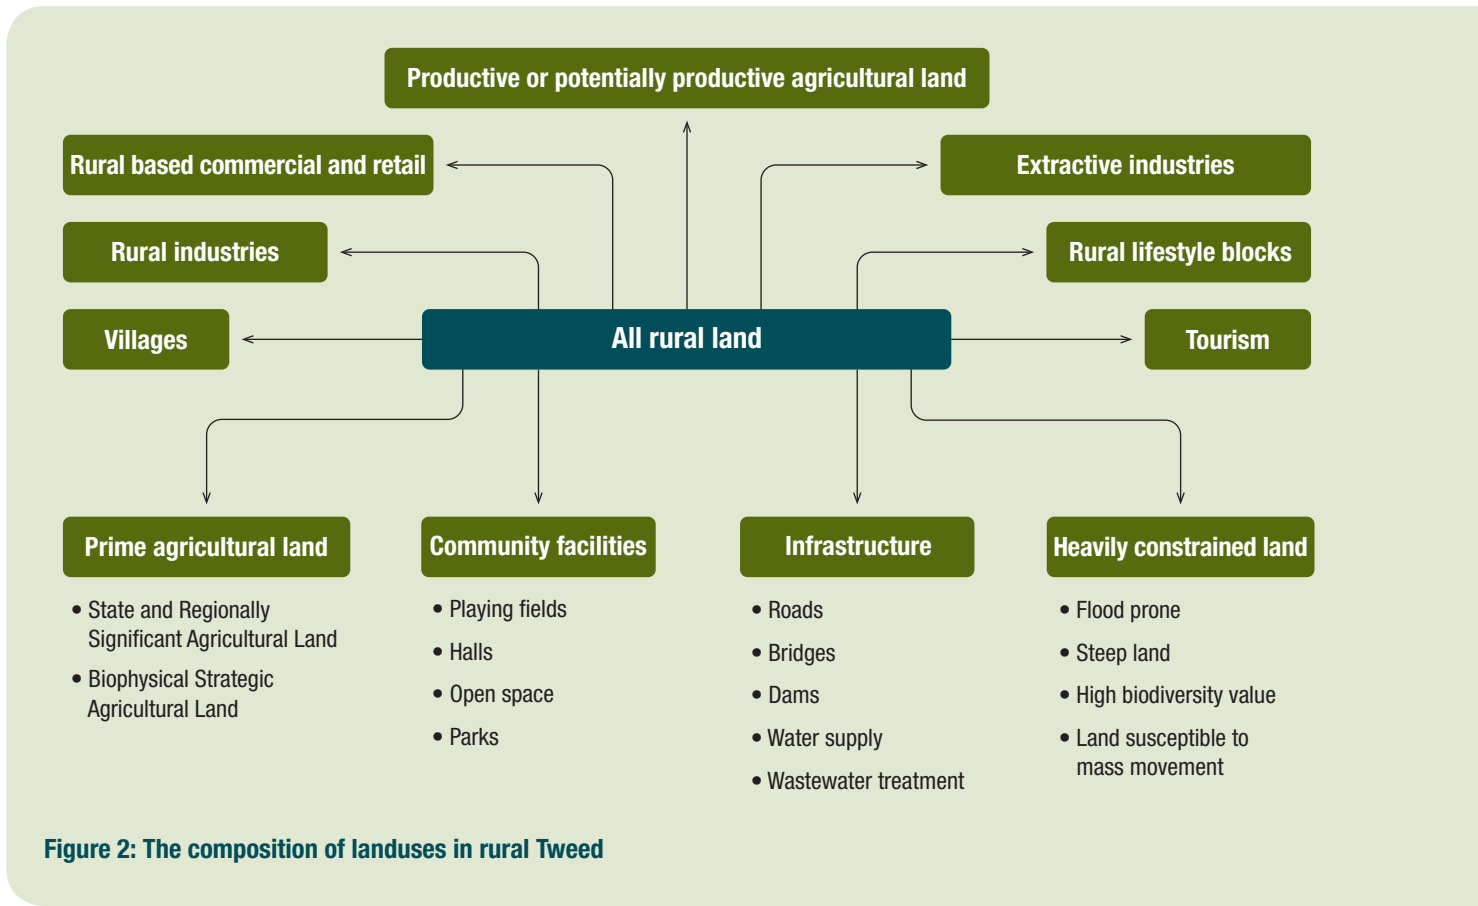 Productive or potentially productive agricultural land
Rural based commercial and retail
Extractive industries
Rural industries
Rural lifestyle blocks
Villages
All rural land
Tourism
Prime agricultural land
• State and Regionally
Significant Agricultural Land
• Biophysical Strategic
Agricultural Land
Community facilities
• Playing fields
• Halls
• Open space
• Parks
Infrastructure
• Roads
• Bridges
• Dams
• Water supply
• Wastewater treatment
Heavily constrained land
• Flood prone
• Steep land
• High biodiversity value
• Land susceptible to
mass movement
Figure 2: The composition of landuses in rural Tweed